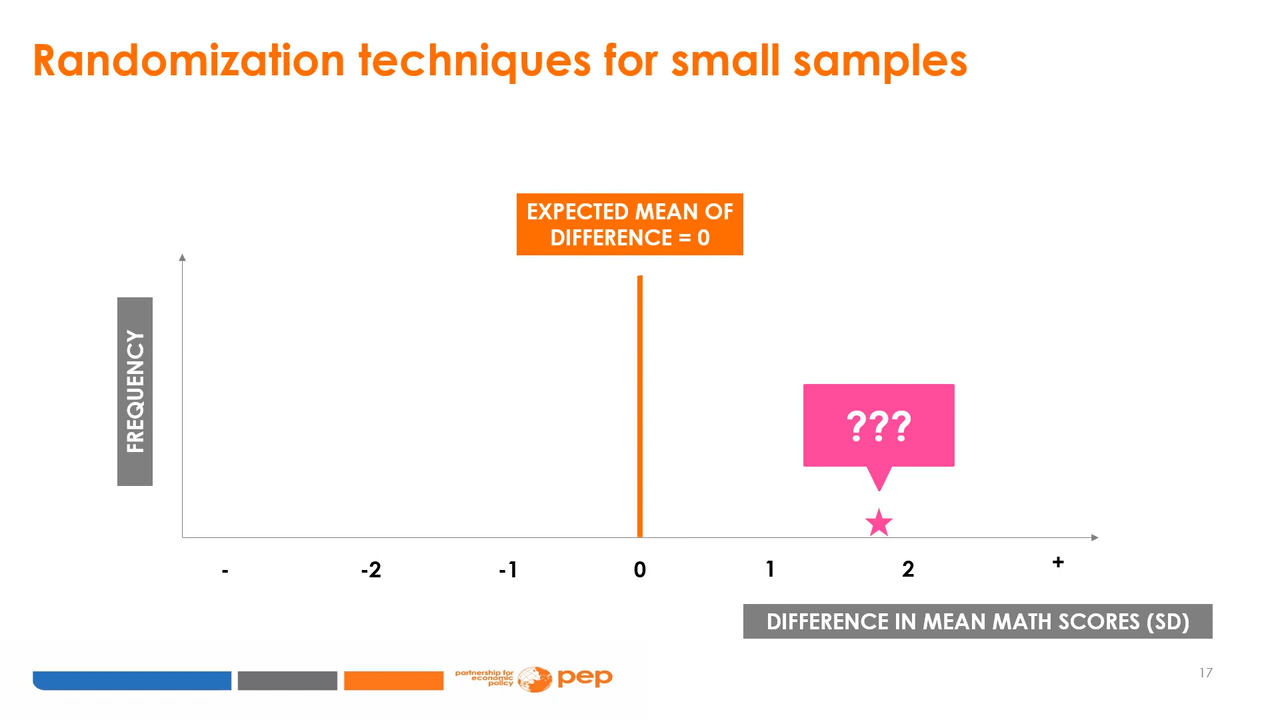 Randomization techniques for small samples
EXPECTED MEAN OF
DIFFERENCE = 0
FREQUENCY
???
-
-2
-1
0
1
2
+
DIFFERENCE IN MEAN MATH SCORES (SD)
partnership for
economic
policy
pep
17